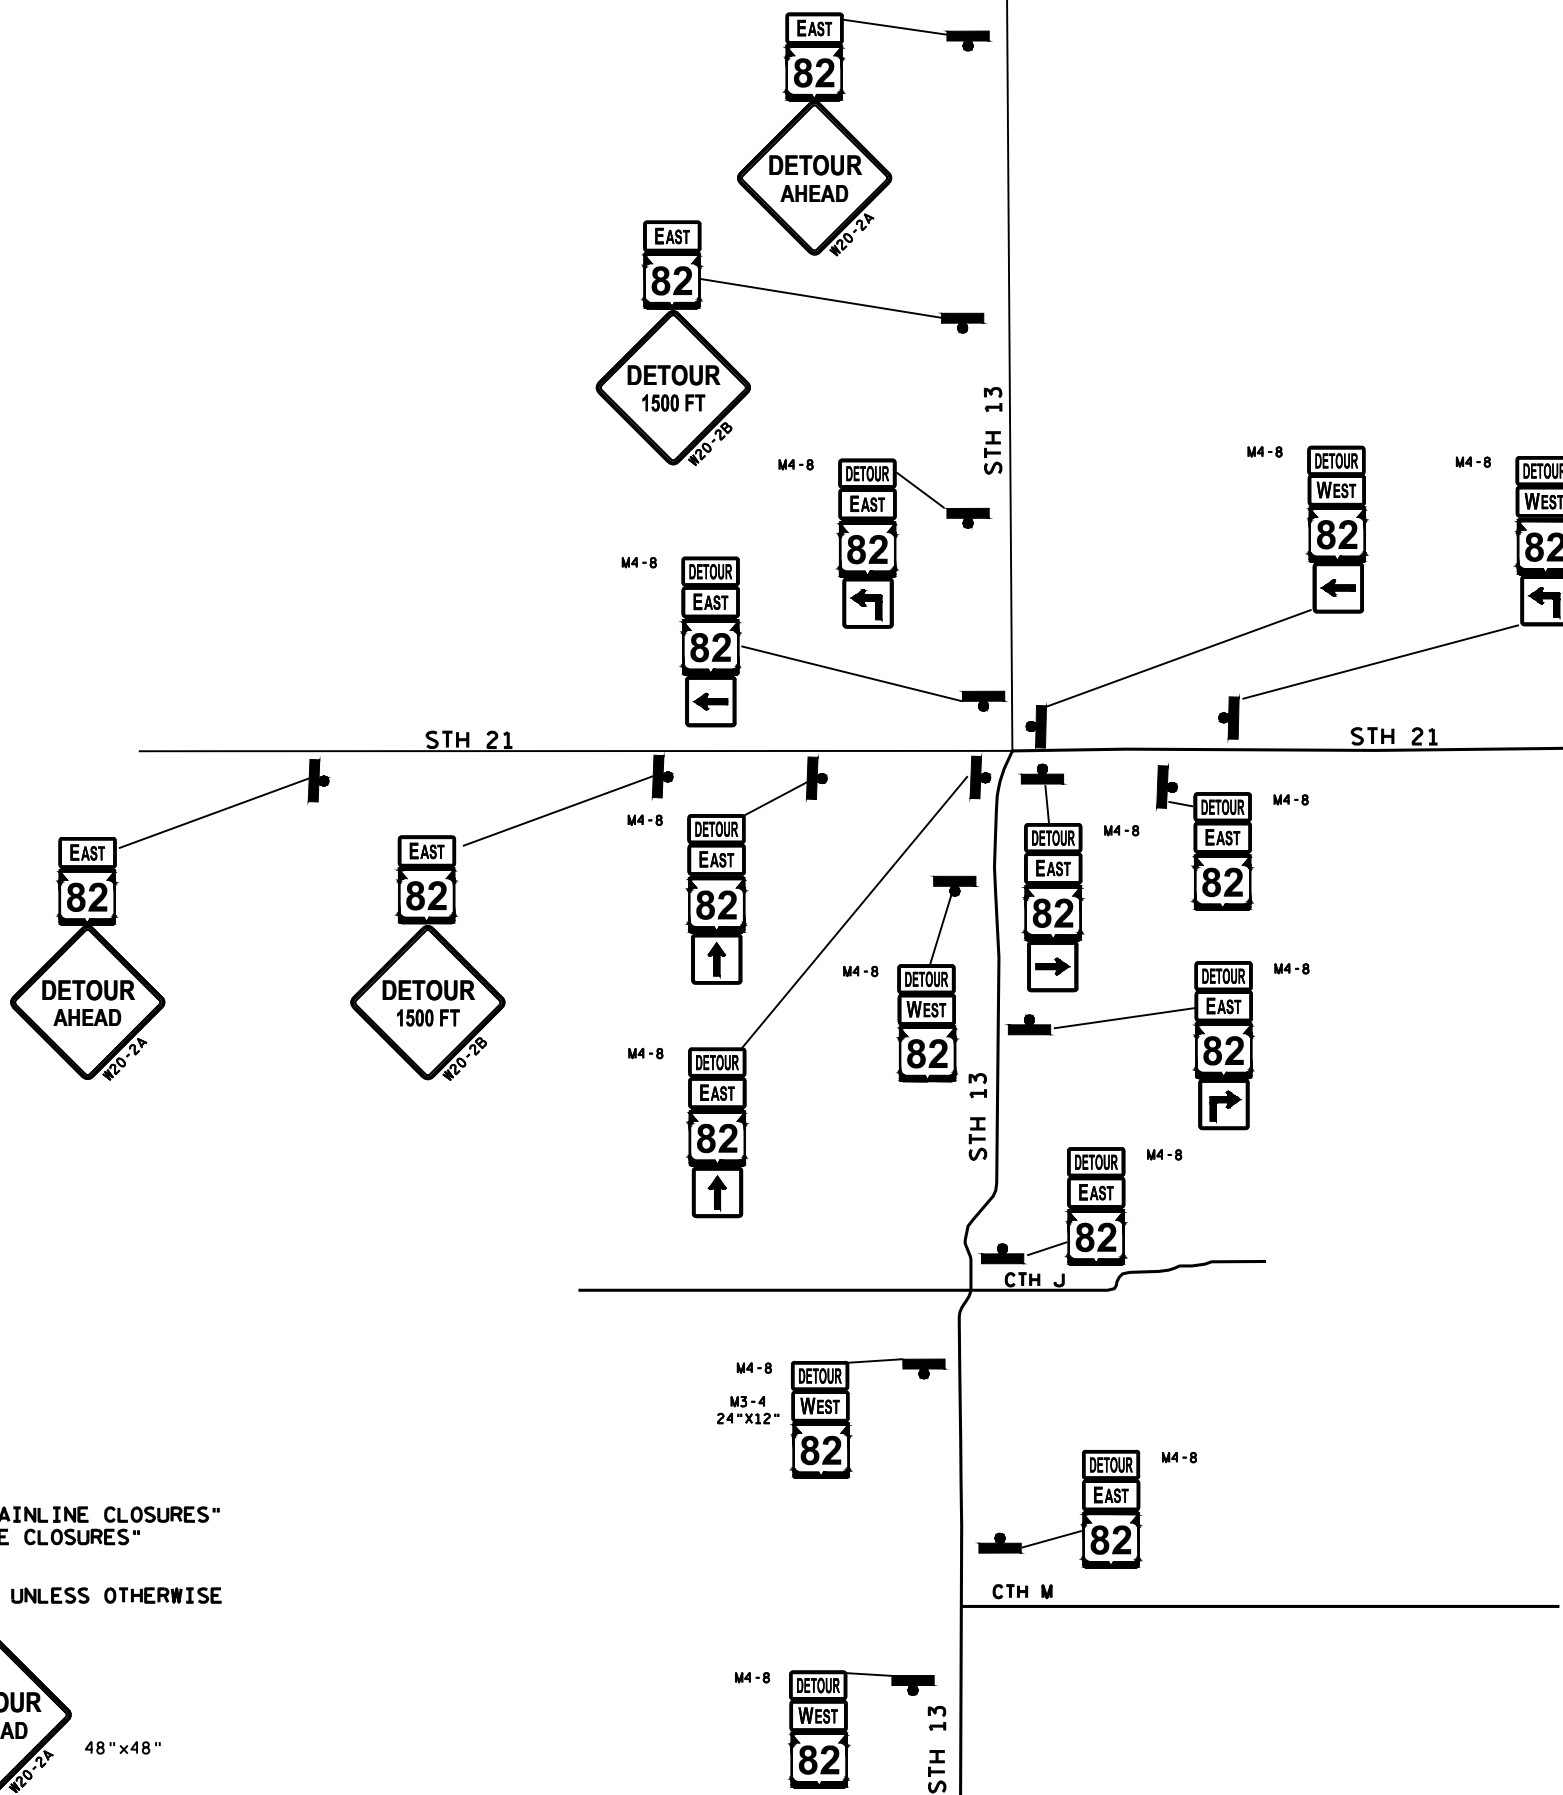 EAST
82
DETOUR
AHEAD
W20-2A
EAST
82
DETOUR
1500 FT
W20-2B
STH 13
M4-8
DETOUR
EAST
82
M4-8
DETOUR
EAST
82
M4-8
DETOUR
WEST
82
M4-8
DETOUR
WEST
82
STH 21
STH 21
EAST
82
DETOUR
AHEAD
W20-2A
EAST
82
DETOUR
1500 FT
W20-2B
M4-8
DETOUR
EAST
82
M4-8
DETOUR
EAST
82
M4-8
DETOUR
WEST
82
M4-8
DETOUR
EAST
82
M4-8
DETOUR
EAST
82
M4-8
DETOUR
EAST
82
STH 13
M4-8
DETOUR
EAST
82
CTH J
M4-8
DETOUR
M3-4
24"X12"
WEST
82
M4-8
DETOUR
EAST
82
CTH M
AINLINE CLOSURES"
E CLOSURES"
UNLESS OTHERWISE
OUR
AD
W20-2A
48"x48"
M4-8
DETOUR
WEST
82
STH 13